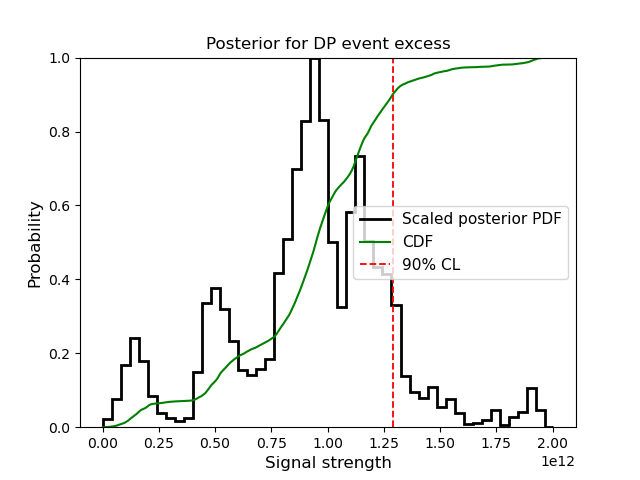 Posterior for DP event excess
1.0
0.8
0.6
0.4
0.2
0.0
Probability
Scaled posterior PDF
CDF
90% CL
0.00 0.25 0.50 0.75 1.00 1.25 1.50 1.75 2.00
Signal strength
1e12